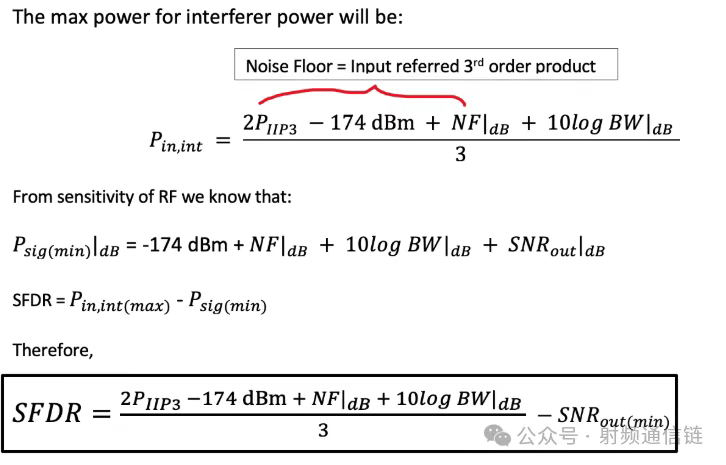 The max power for interferer power will be:
Noise Floor = Input referred 3rd order product
P_{in,int} = \frac{2P_{IIP3} − 174 dBm + NF|_{dB} + 10log BW|_{dB}}{3}
From sensitivity of RF we know that:
P_{sig(min)}|_{dB} = -174 dBm + NF|_{dB} + 10log BW|_{dB} + SNR_{out}|_{dB}
SFDR = P_{in,int(max)} - P_{sig(min)}
Therefore,
SFDR = \frac{2P_{IIP3} −174 dBm + NF|_{dB} + 10log BW|_{dB}}{3} − SNR_{out(min)}
公众号 · 射频通信链